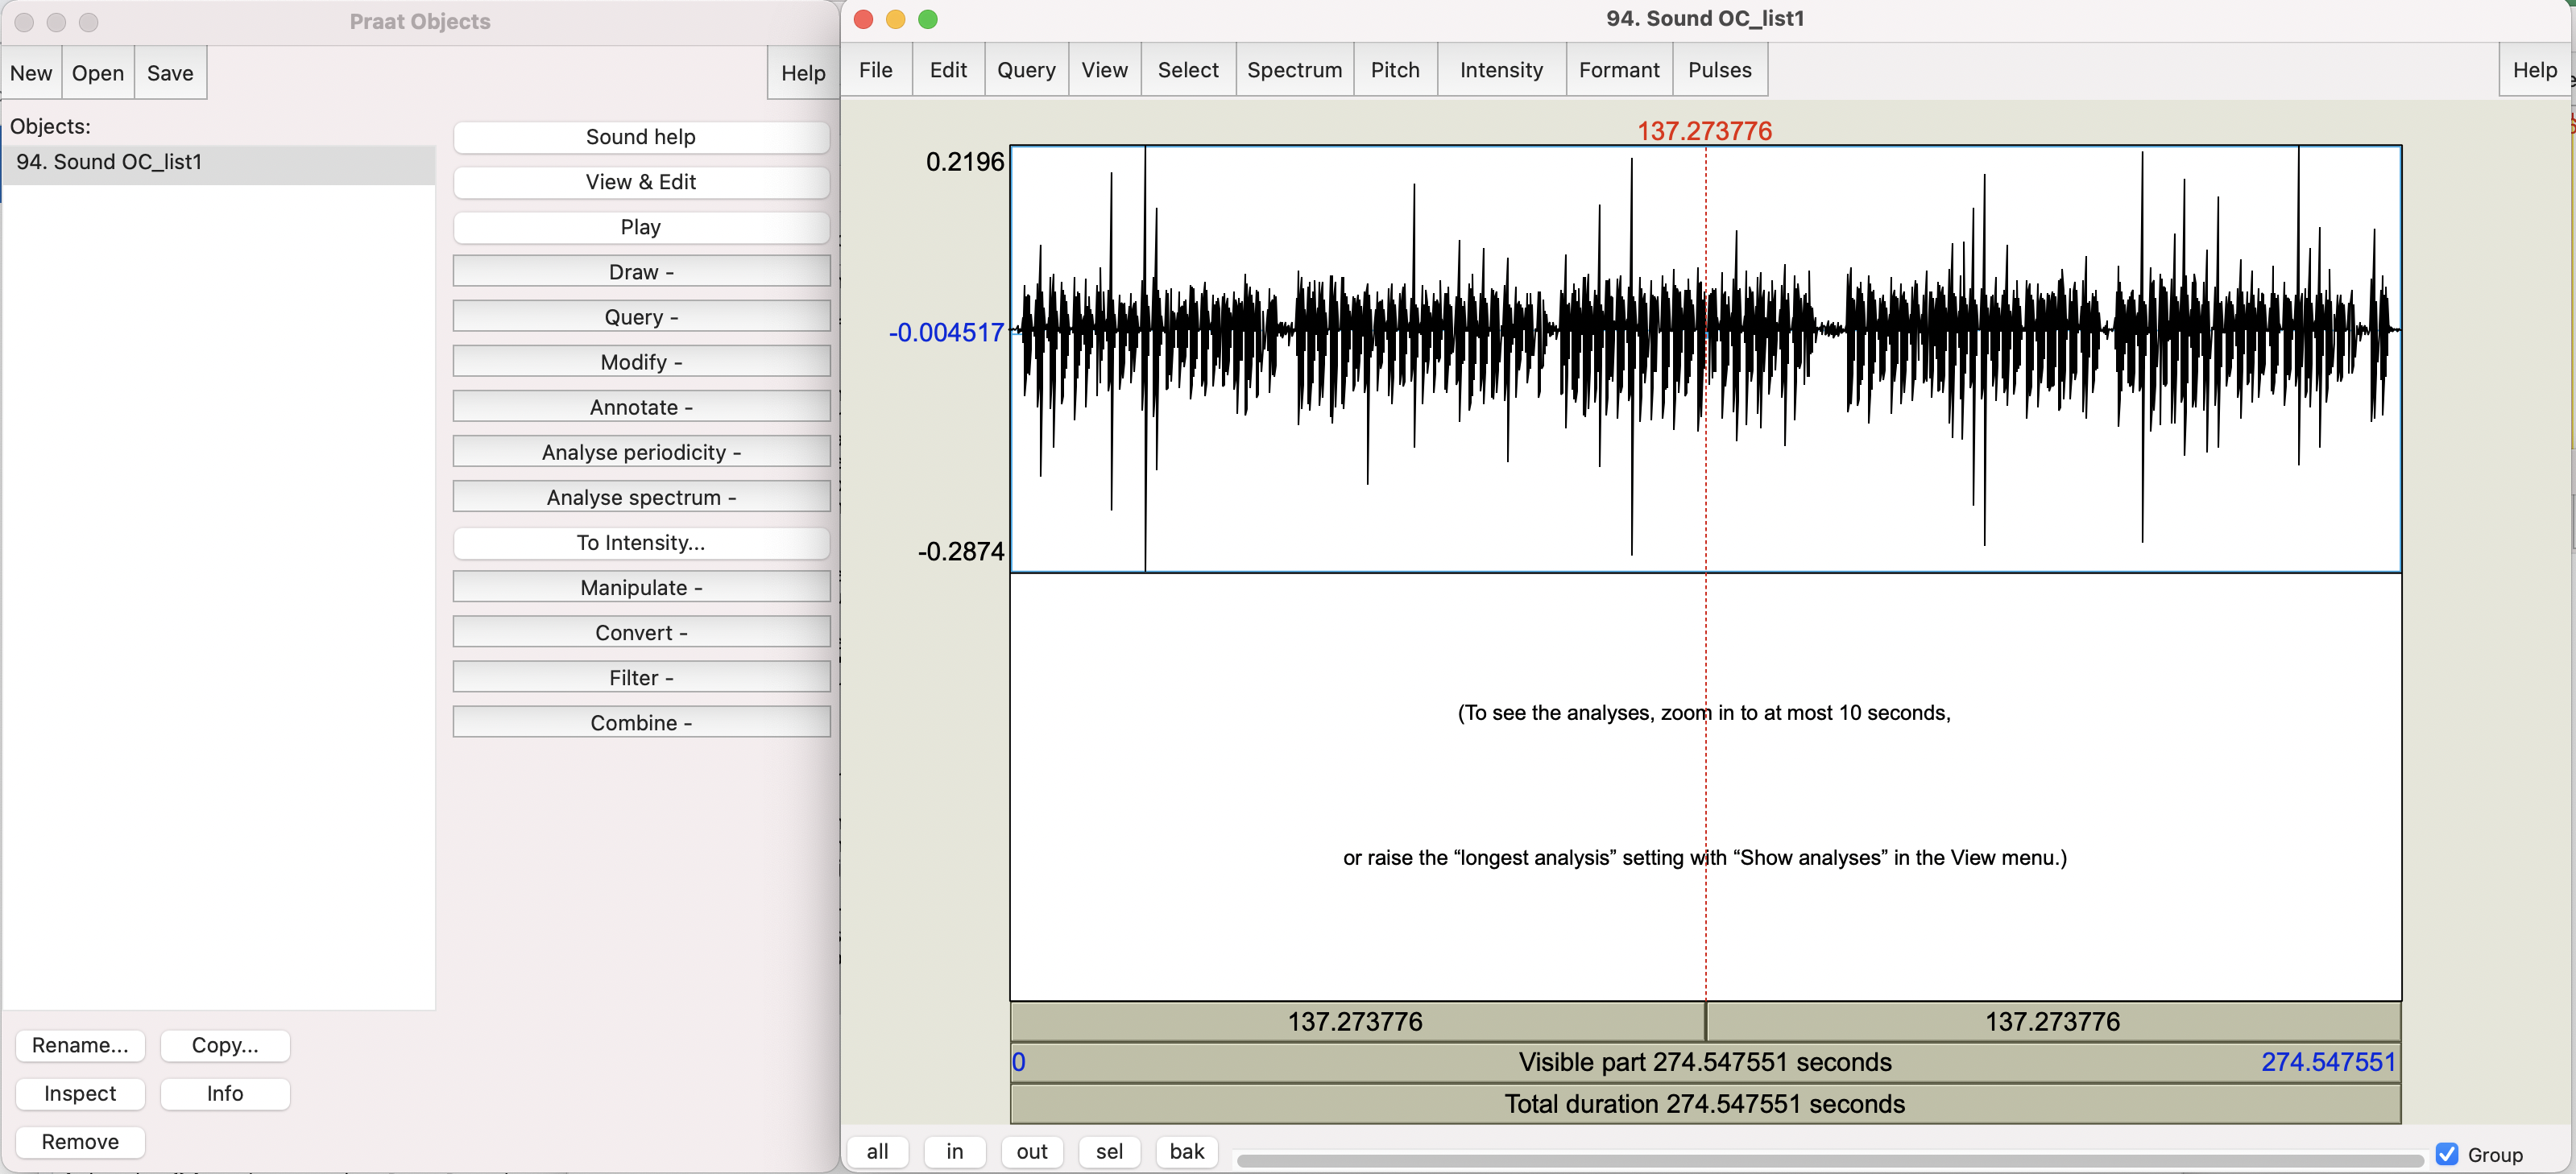 Praat Objects
New Open Save Help
Objects:
94. Sound OC_list1
Sound help
View & Edit
Play
Draw -
Query -
Modify -
Annotate -
Analyse periodicity -
Analyse spectrum -
To Intensity...
Manipulate -
Convert -
Filter -
Combine -
Rename... Copy...
Inspect Info
Remove
94. Sound OC_list1
File Edit Query View Select Spectrum Pitch Intensity Formant Pulses Help
137.273776
0.2196
-0.004517
-0.2874
(To see the analyses, zoom in to at most 10 seconds,
or raise the “longest analysis” setting with “Show analyses” in the View menu.)
137.273776 137.273776
0 Visible part 274.547551 seconds 274.547551
Total duration 274.547551 seconds
all in out sel bak Group